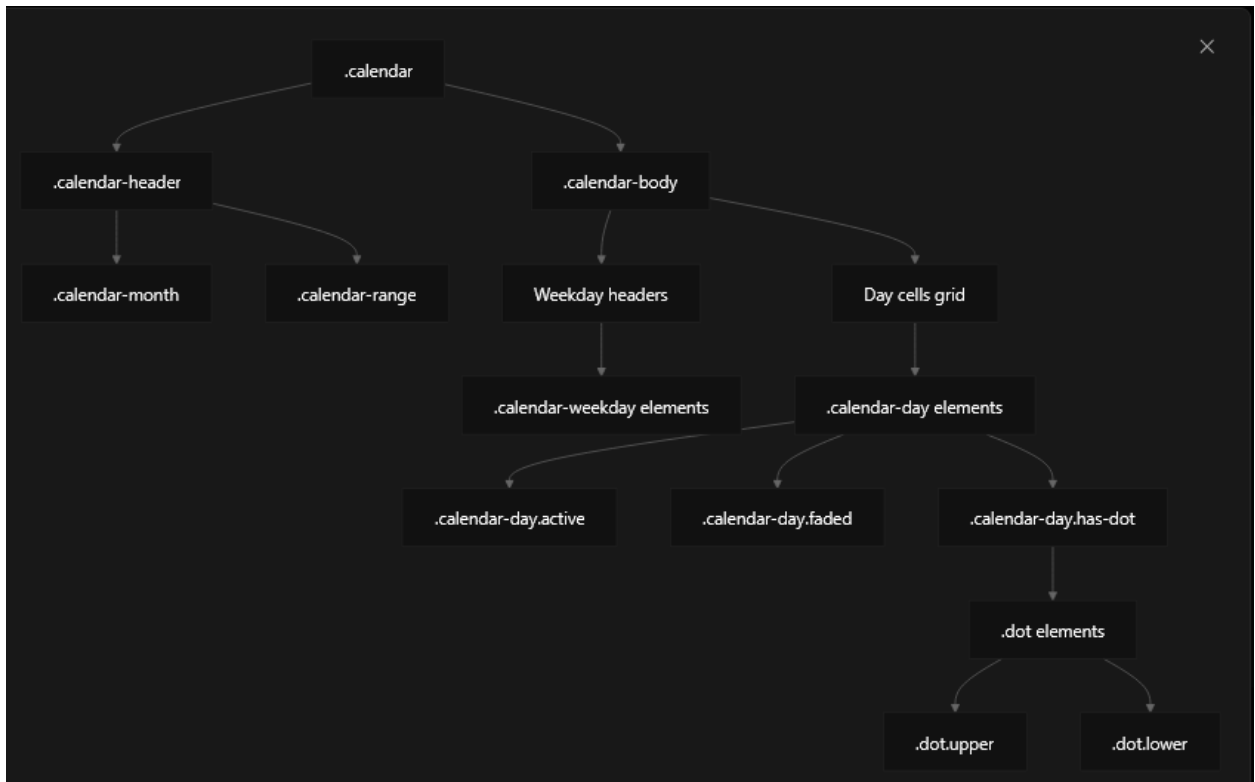 .calendar
.calendar-header
.calendar-body
.calendar-month
.calendar-range
Weekday headers
Day cells grid
.calendar-weekday elements
.calendar-day elements
.calendar-day.active
.calendar-day.faded
.calendar-day.has-dot
.dot elements
.dot.upper
.dot.lower